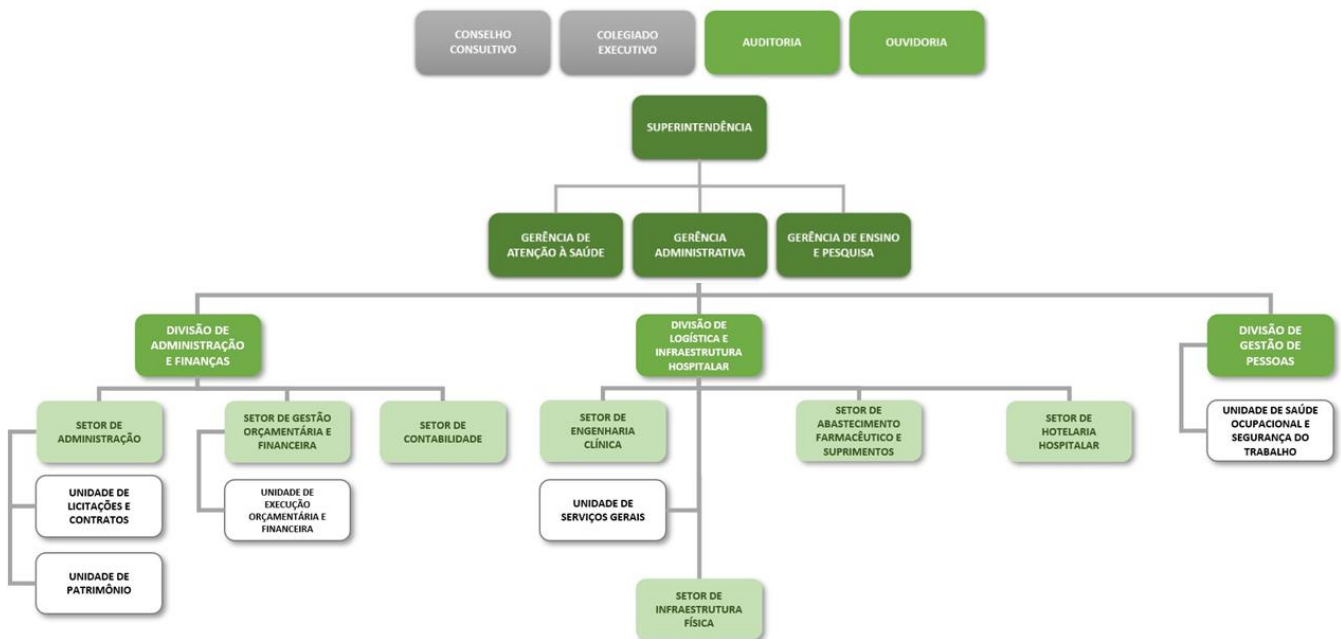 CONSELHO
CONSULTIVO
COLEGIADO
EXECUTIVO
AUDITORIA
OUVIDORIA
SUPERINTENDÊNCIA
GERÊNCIA DE
ATENÇÃO À SAÚDE
GERÊNCIA
ADMINISTRATIVA
GERÊNCIA DE ENSINO
E PESQUISA
DIVISÃO DE
ADMINISTRAÇÃO
E FINANÇAS
DIVISÃO DE
LOGÍSTICA E
INFRAESTRUTURA
HOSPITALAR
DIVISÃO DE
GESTÃO DE
PESSOAS
SETOR DE
ADMINISTRAÇÃO
SETOR DE GESTÃO
ORÇAMENTÁRIA E
FINANCEIRA
SETOR DE
CONTABILIDADE
SETOR DE
ENGENHARIA
CLÍNICA
SETOR DE
ABASTECIMENTO
FARMACÊUTICO E
SUPRIMENTOS
SETOR DE
HOTELARIA
HOSPITALAR
UNIDADE DE SAÚDE
OCUPACIONAL E
SEGURANÇA DO
TRABALHO
UNIDADE DE
LICITAÇÕES E
CONTRATOS
UNIDADE DE
EXECUÇÃO
ORÇAMENTÁRIA E
FINANCEIRA
UNIDADE DE
SERVIÇOS GERAIS
UNIDADE DE
PATRIMÔNIO
SETOR DE
INFRAESTRUTURA
FÍSICA